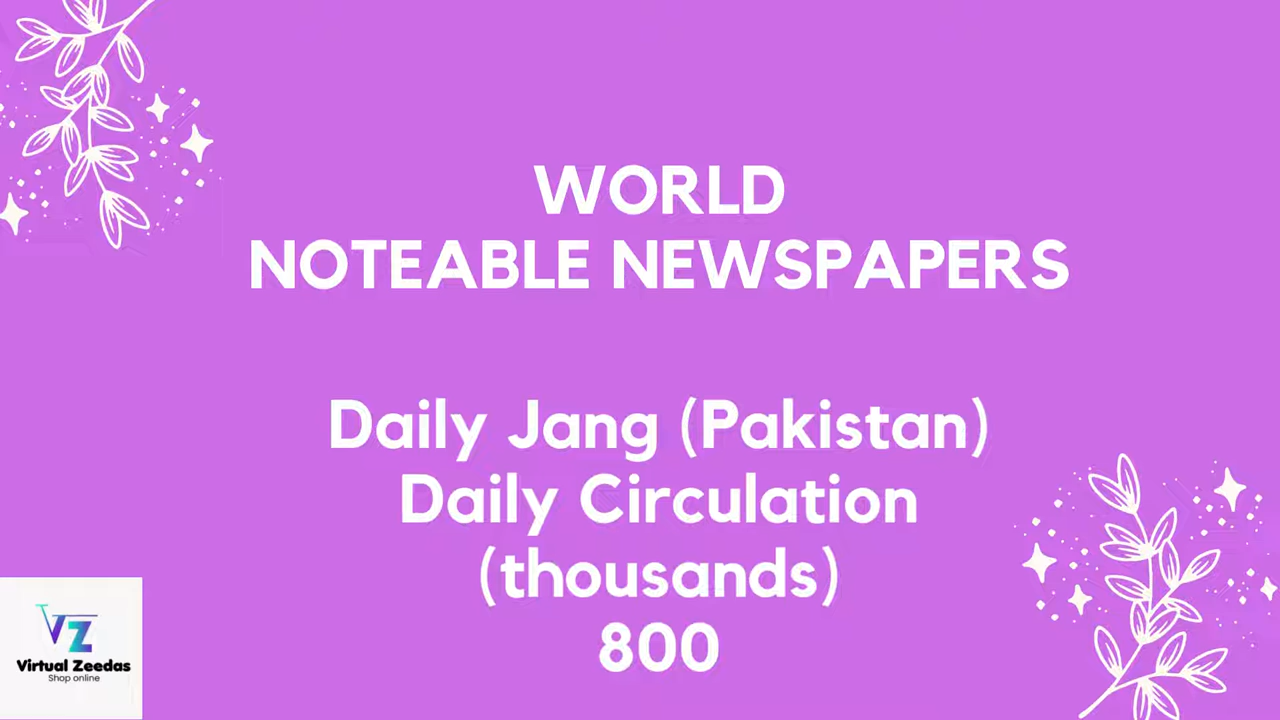 WORLD
NOTEABLE NEWSPAPERS
Daily Jang (Pakistan)
Daily Circulation
(thousands)
800
VZ
Virtual Zeedas
Shop online